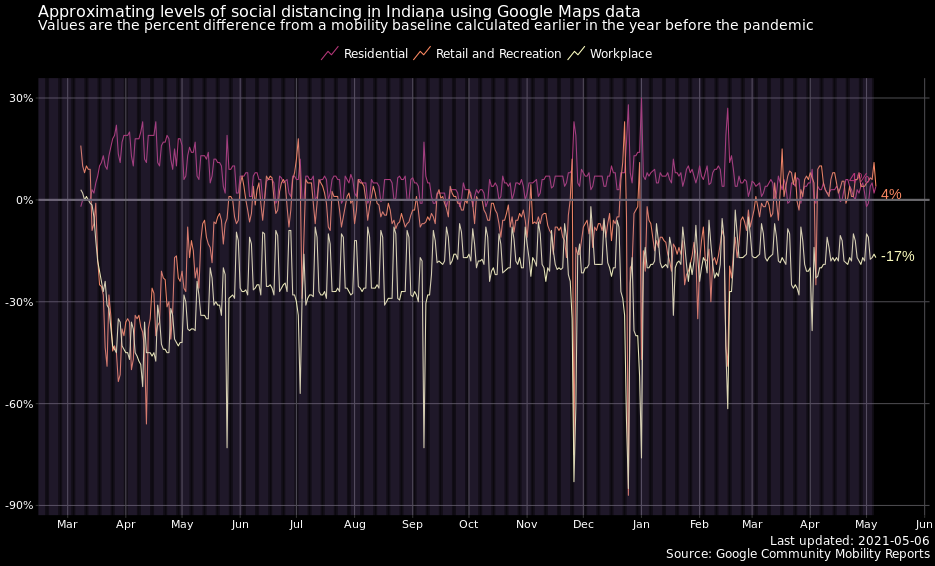 Approximating levels of social distancing in Indiana using Google Maps data
Values are the percent difference from a mobility baseline calculated earlier in the year before the pandemic
Residential Retail and Recreation Workplace
30%
0%
-30%
-60%
-90%
4%
-17%
Mar Apr May Jun Jul Aug Sep Oct Nov Dec Jan Feb Mar Apr May Jun
Last updated: 2021-05-06
Source: Google Community Mobility Reports